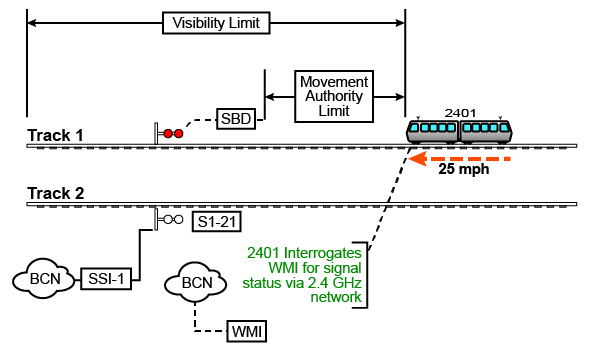 Visibility Limit
Movement
Authority
Limit
SBD
2401
Track 1
25 mph
Track 2
S1-21
2401 Interrogates
WMI for signal
status via 2.4 GHz
network
BCN
SSI-1
BCN
WMI